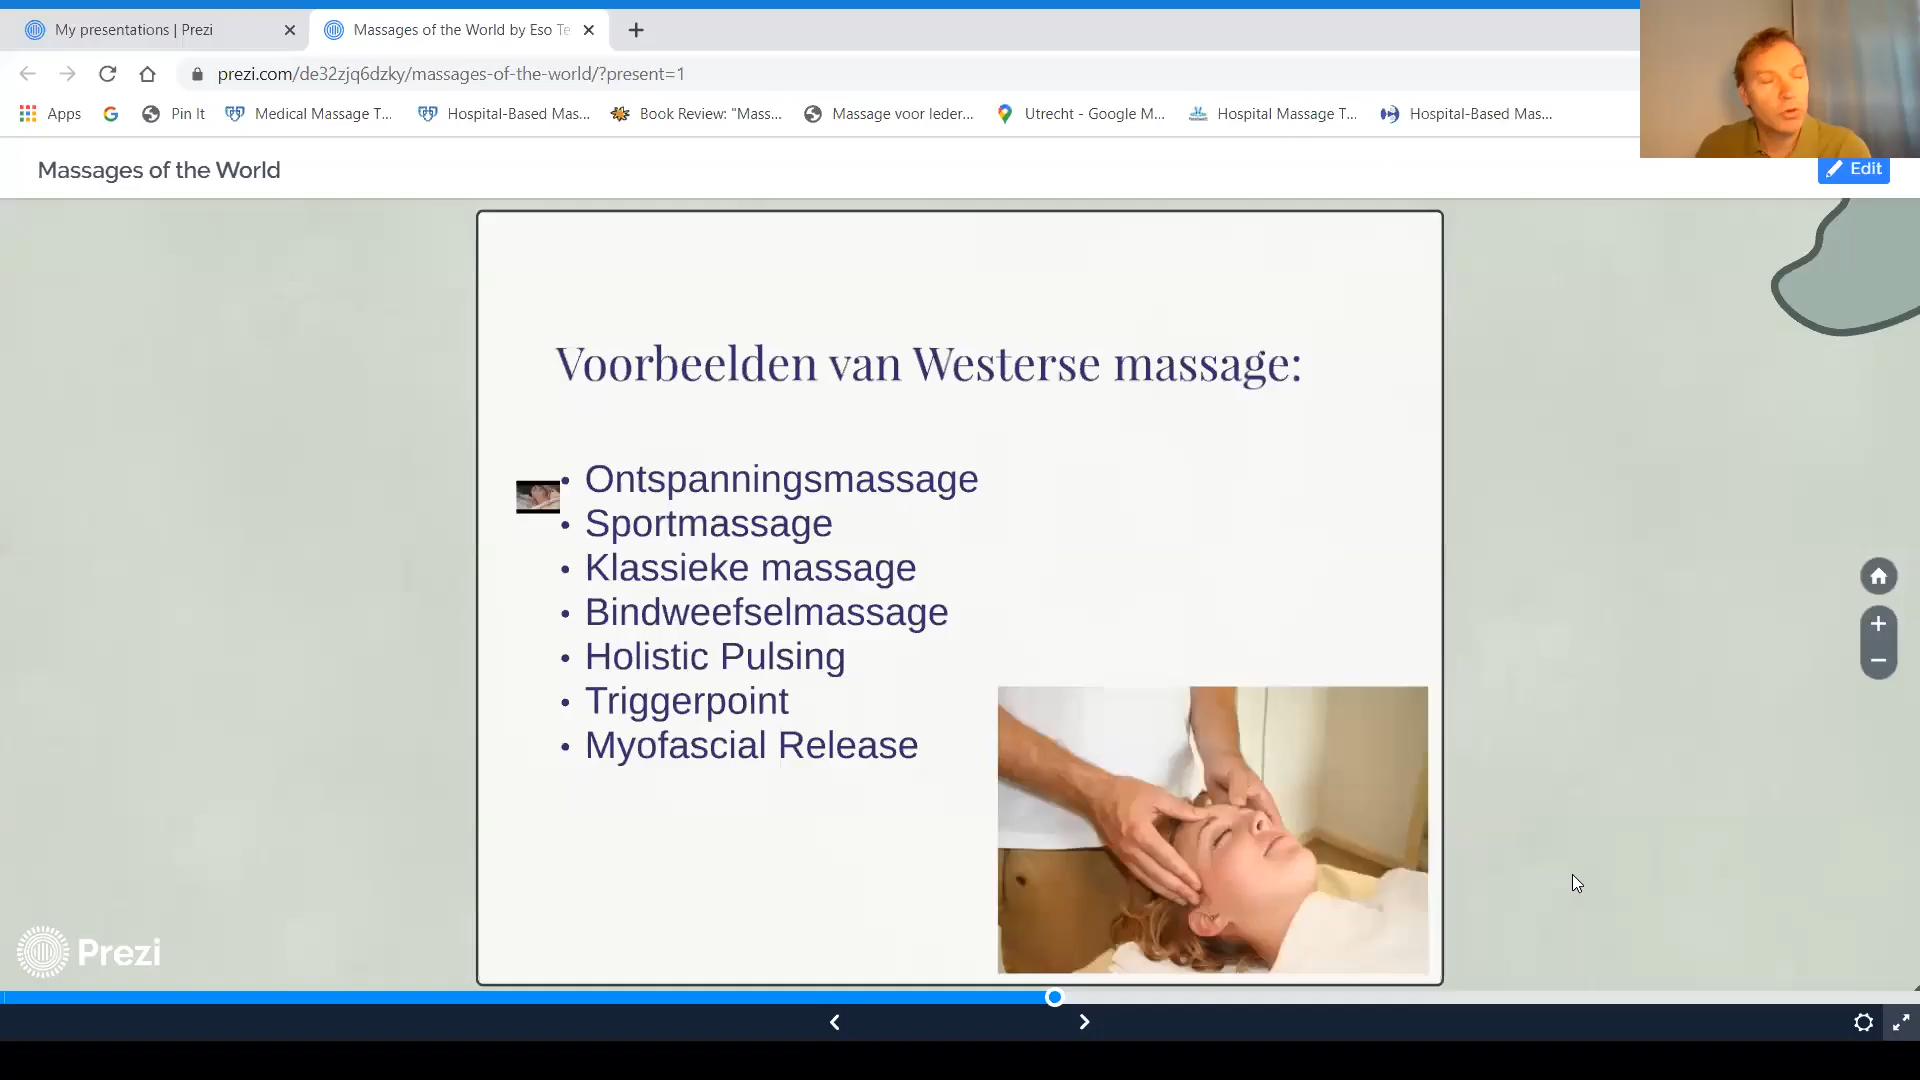 My presentations | Prezi
Massages of the World by Eso Te
prezi.com/de32zjq6dzky/massages-of-the-world/?present=1
Apps
Pin It
Medical Massage T...
Hospital-Based Mas...
Book Review: "Mass...
Massage voor Ieder...
Utrecht - Google M...
Hospital Massage T...
Hospital-Based Mas...
Massages of the World
Edit
Voorbeelden van Westerse massage:
• Ontspanningsmassage
• Sportmassage
• Klassieke massage
• Bindweefselmassage
• Holistic Pulsing
• Triggerpoint
• Myofascial Release
Prezi